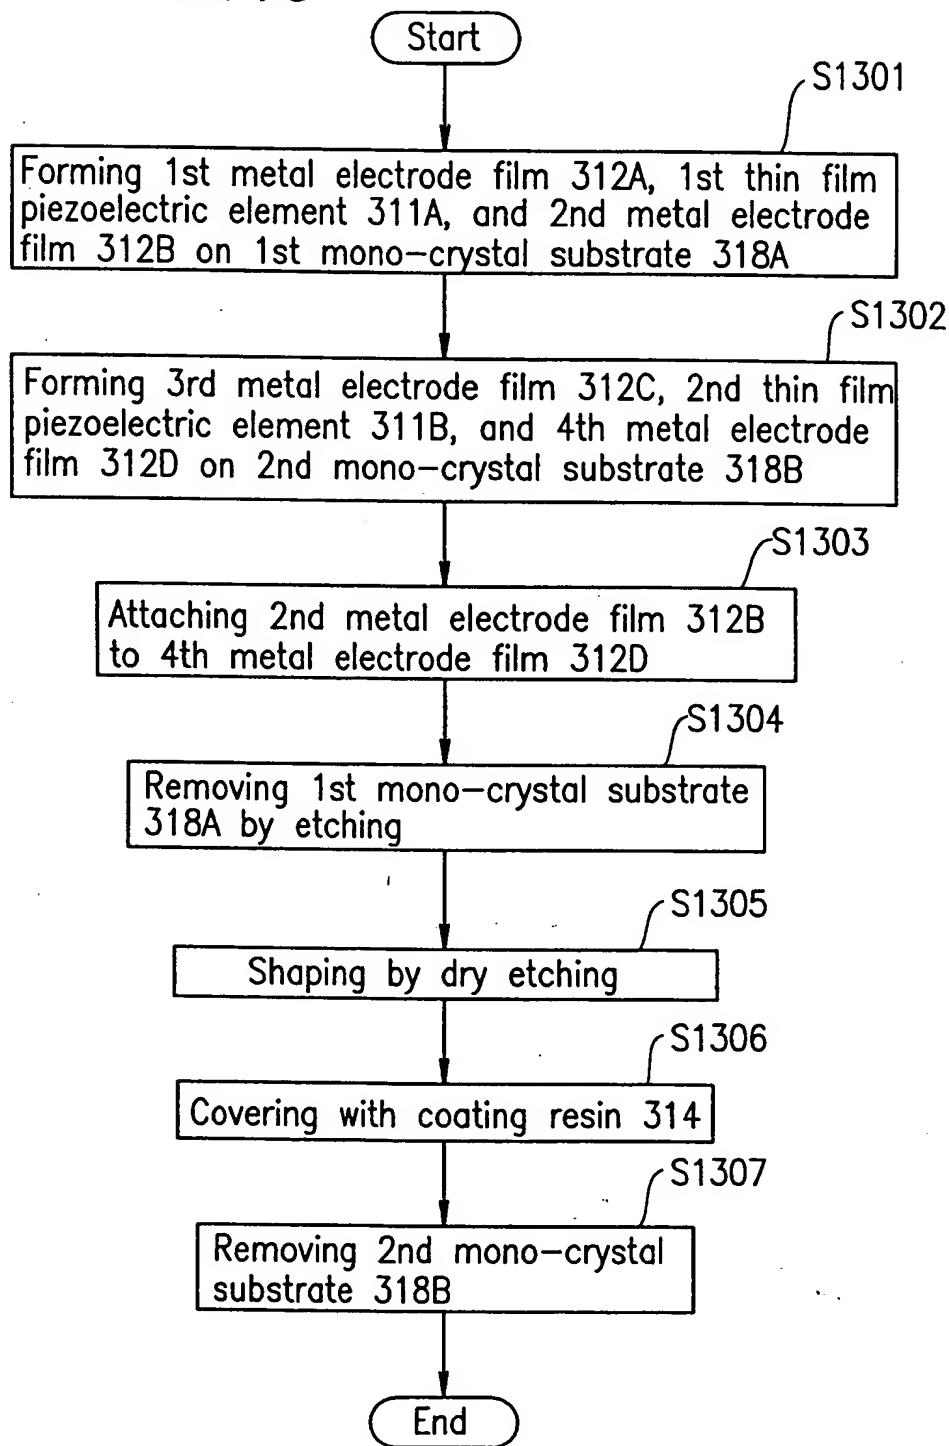 Start
S1301
Forming 1st metal electrode film 312A, 1st thin film
piezoelectric element 311A, and 2nd metal electrode
film 312B on 1st mono-crystal substrate 318A
S1302
Forming 3rd metal electrode film 312C, 2nd thin film
piezoelectric element 311B, and 4th metal electrode
film 312D on 2nd mono-crystal substrate 318B
S1303
Attaching 2nd metal electrode film 312B
to 4th metal electrode film 312D
S1304
Removing 1st mono-crystal substrate
318A by etching
S1305
Shaping by dry etching
S1306
Covering with coating resin 314
S1307
Removing 2nd mono-crystal
substrate 318B
End